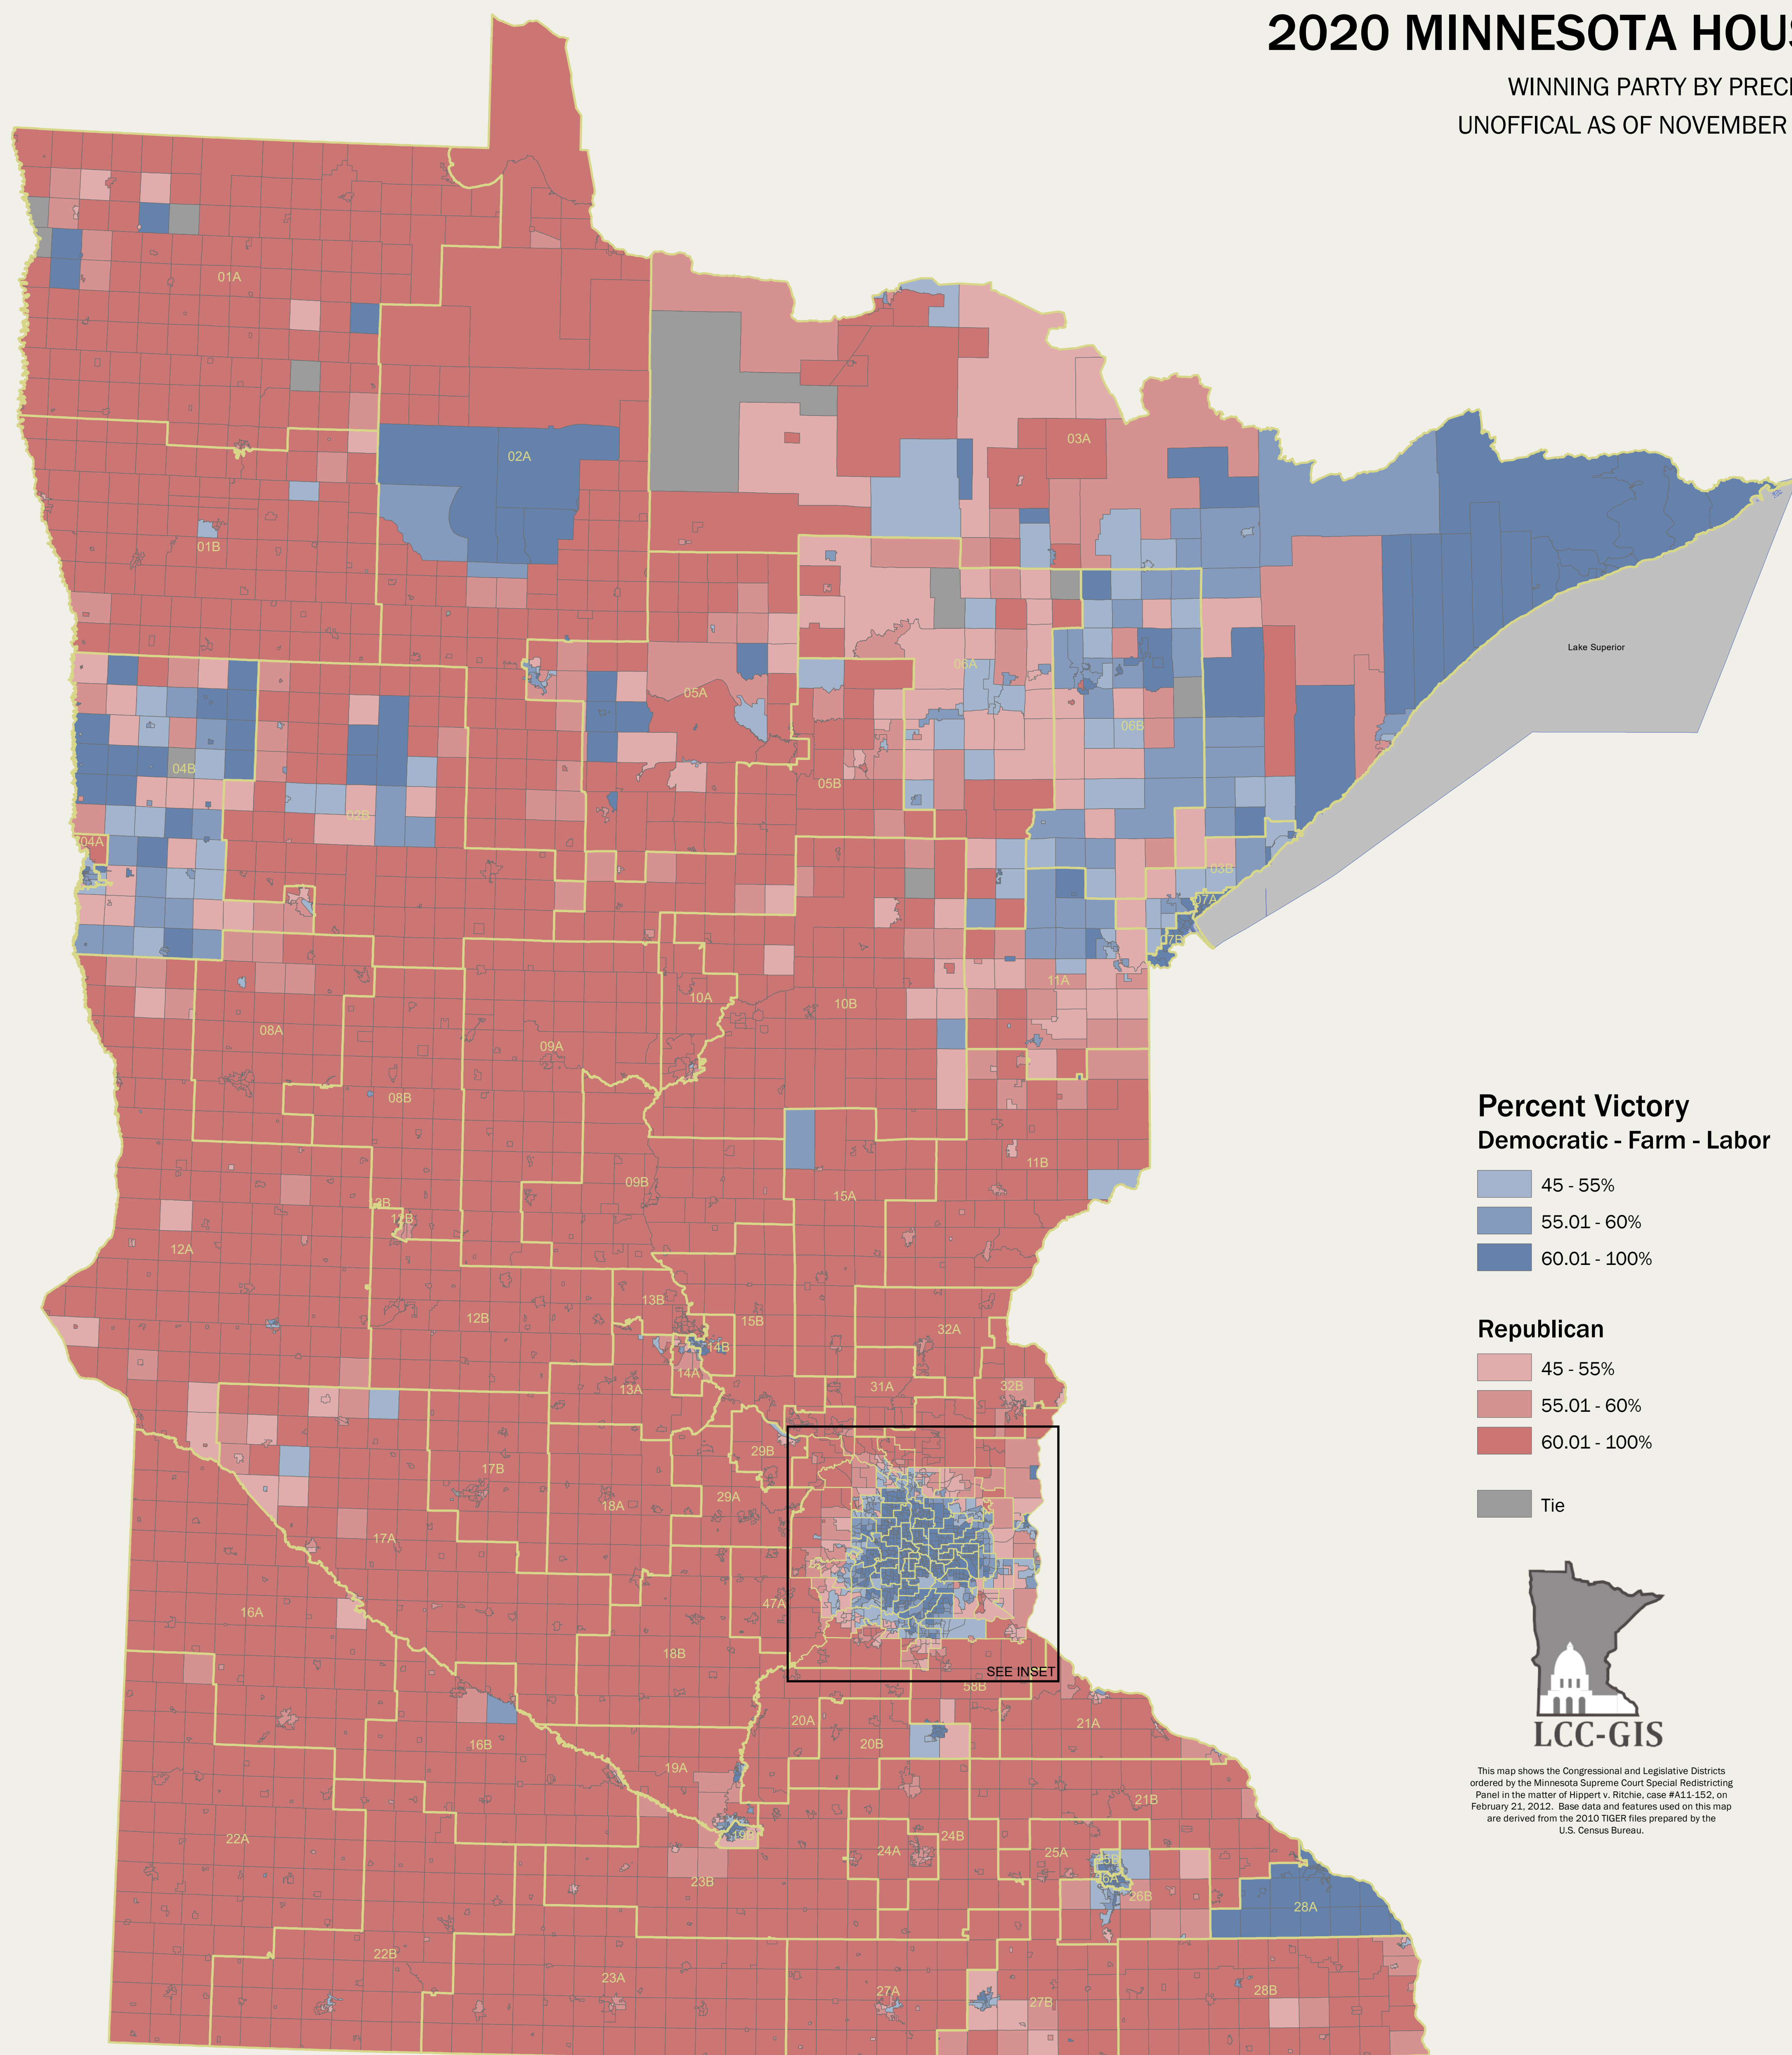 2020 MINNESOTA HOUS
WINNING PARTY BY PRECI
UNOFFICAL AS OF NOVEMBER
01A
03A
02A
01B
Lake Superior
06A
05A
06B
04B
05B
02B
04A
03B
07A
07B
11A
10A
10B
08A
09A
08B
Percent Victory
Democratic - Farm - Labor
45 - 55%
55.01 - 60%
60.01 - 100%
11B
09B
15A
12B
12A
13B
12B
15B
32A
14B
14A
31A
32B
13A
Republican
45 - 55%
55.01 - 60%
60.01 - 100%
Tie
29B
17B
29A
18A
17A
47A
16A
18B
SEE INSET
58B
20A
21A
20B
16B
19A
LCC-GIS
This map shows the Congressional and Legislative Districts
ordered by the Minnesota Supreme Court Special Redistricting
Panel in the matter of Hippert v. Ritchie, case #A11-152, on
February 21, 2012. Base data and features used on this map
are derived from the 2010 TIGER files prepared by the
U.S. Census Bureau.
21B
22A
19B
24B
24A
25A
23B
26A
26B
28A
22B
23A
27A
27B
28B